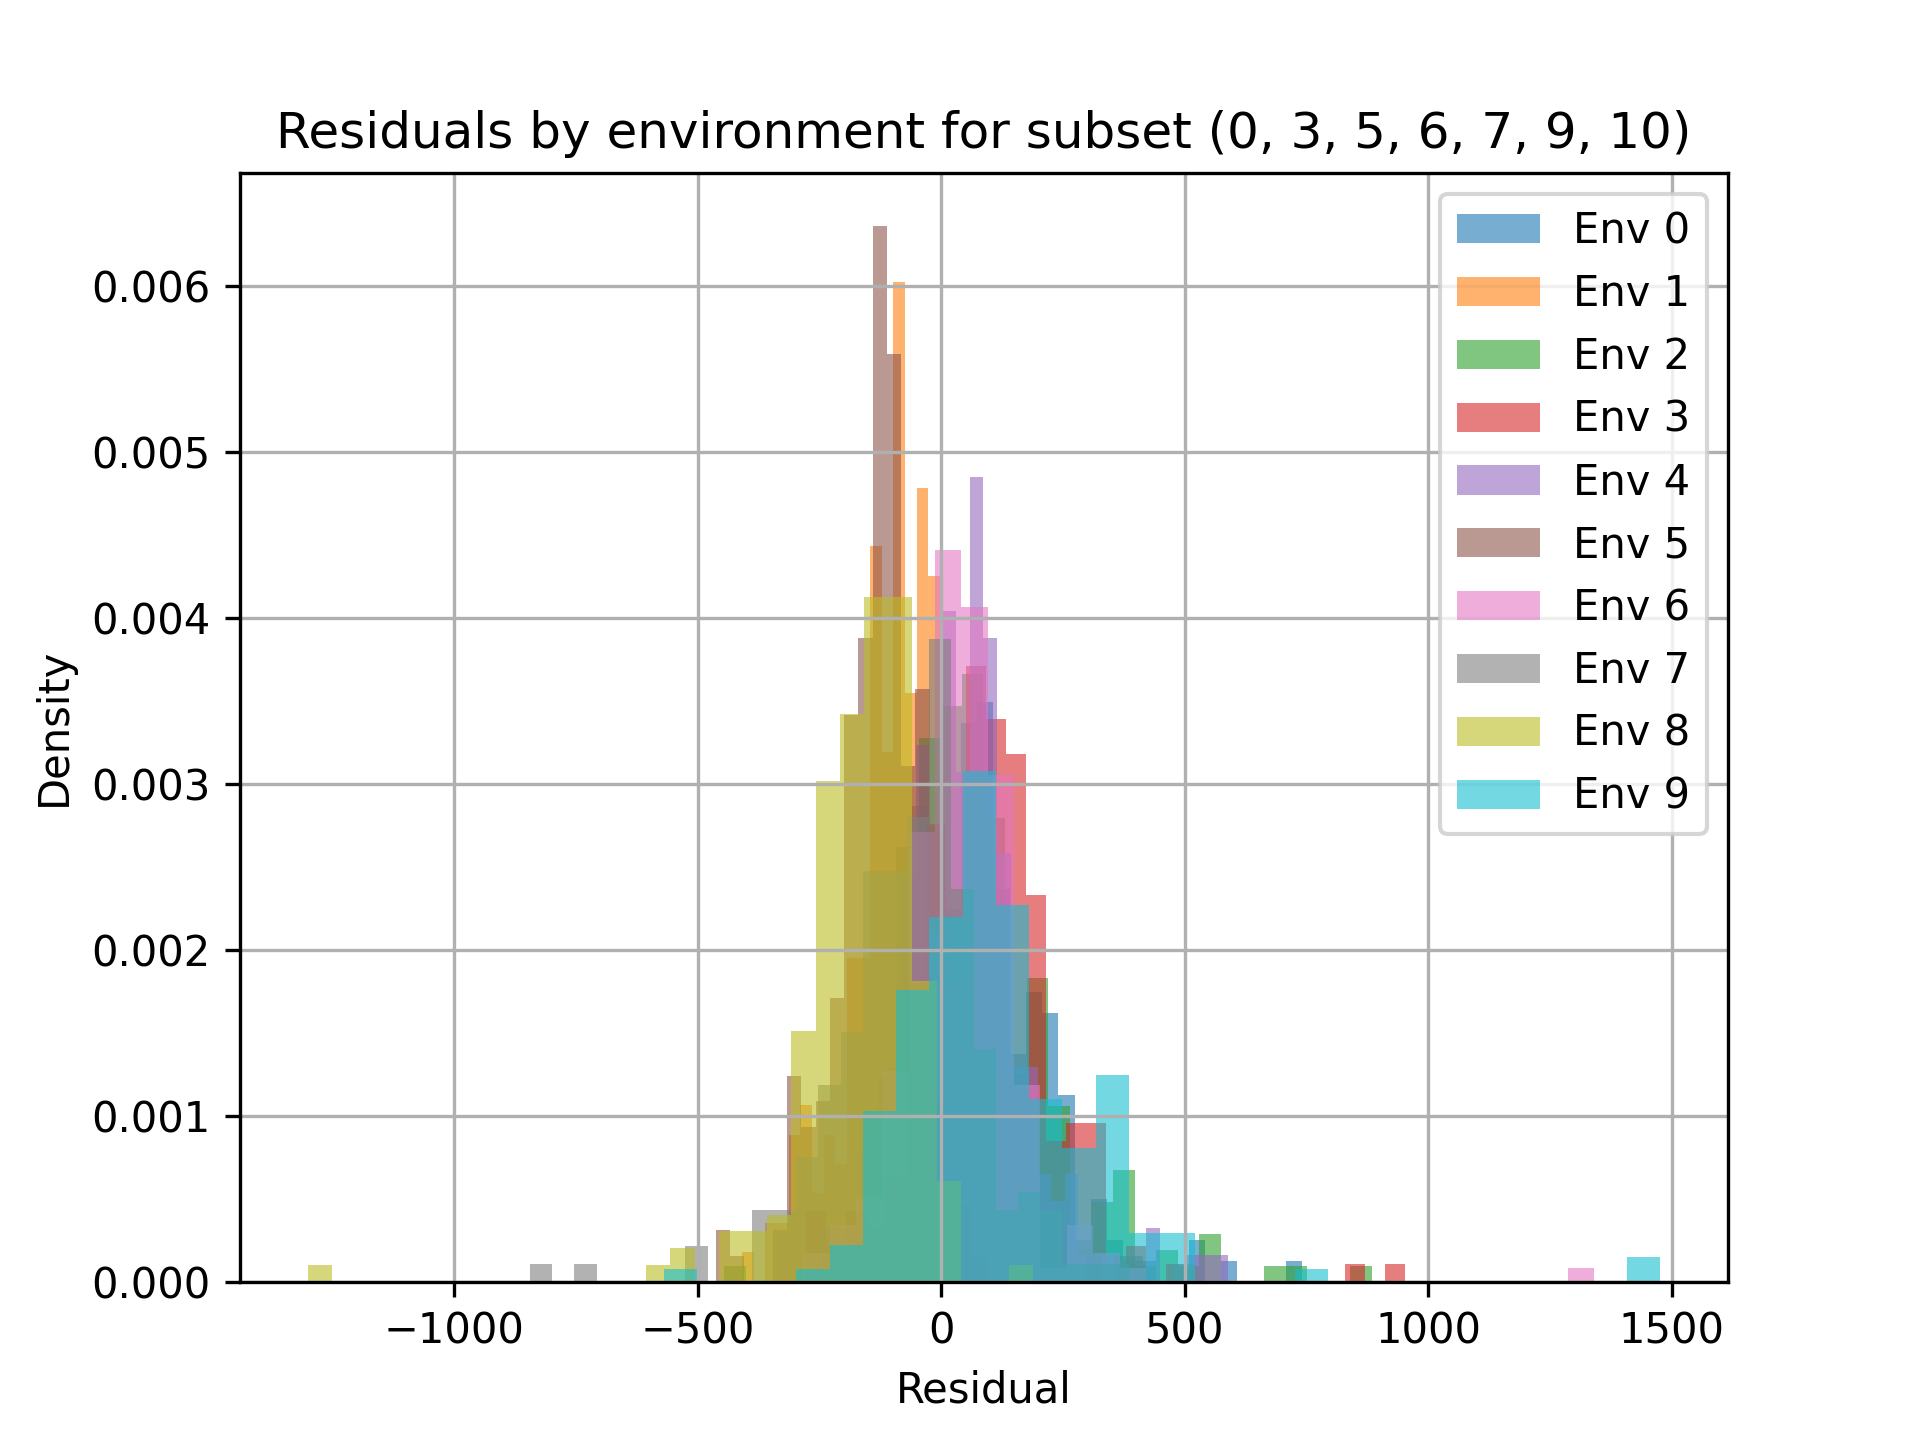 Residuals by environment for subset (0, 3, 5, 6, 7, 9, 10)
Env 0
Env 1
Env 2
Env 3
Env 4
Env 5
Env 6
Env 7
Env 8
Env 9
Density
0.006
0.005
0.004
0.003
0.002
0.001
0.000
−1000
−500
0
500
1000
1500
Residual